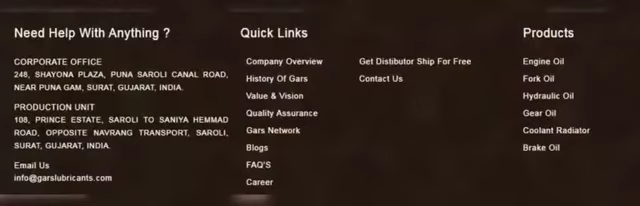 Need Help With Anything ?
CORPORATE OFFICE
248, SHAYONA PLAZA, PUNA SAROLI CANAL ROAD,
NEAR PUNA GAM, SURAT, GUJARAT, INDIA.
PRODUCTION UNIT
108, PRINCE ESTATE, SAROLI TO SANIYA HEMMAD
ROAD, OPPOSITE NAVRANG TRANSPORT, SAROLI,
SURAT, GUJARAT, INDIA.
Email Us
info@garslubricants.com
Quick Links
Company Overview
History Of Gars
Value & Vision
Quality Assurance
Gars Network
Blogs
FAQ'S
Career
Get Distibutor Ship For Free
Contact Us
Products
Engine Oil
Fork Oil
Hydraulic Oil
Gear Oil
Coolant Radiator
Brake Oil